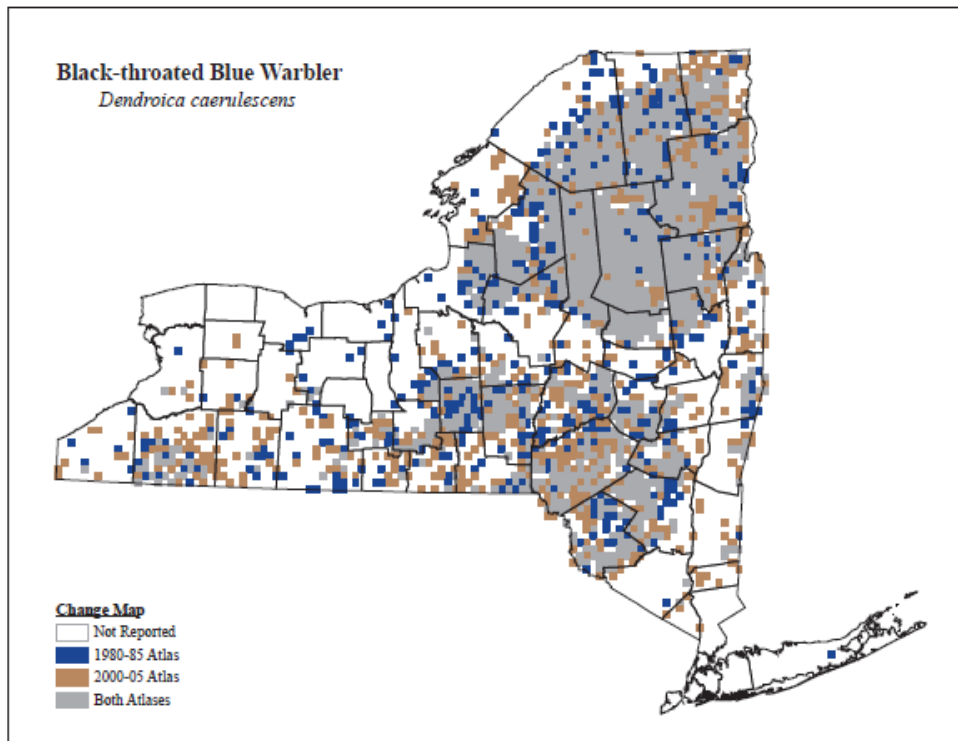 Black-throated Blue Warbler
Dendroica caerulescens
Change Map
Not Reported
1980-85 Atlas
2000-05 Atlas
Both Atlases